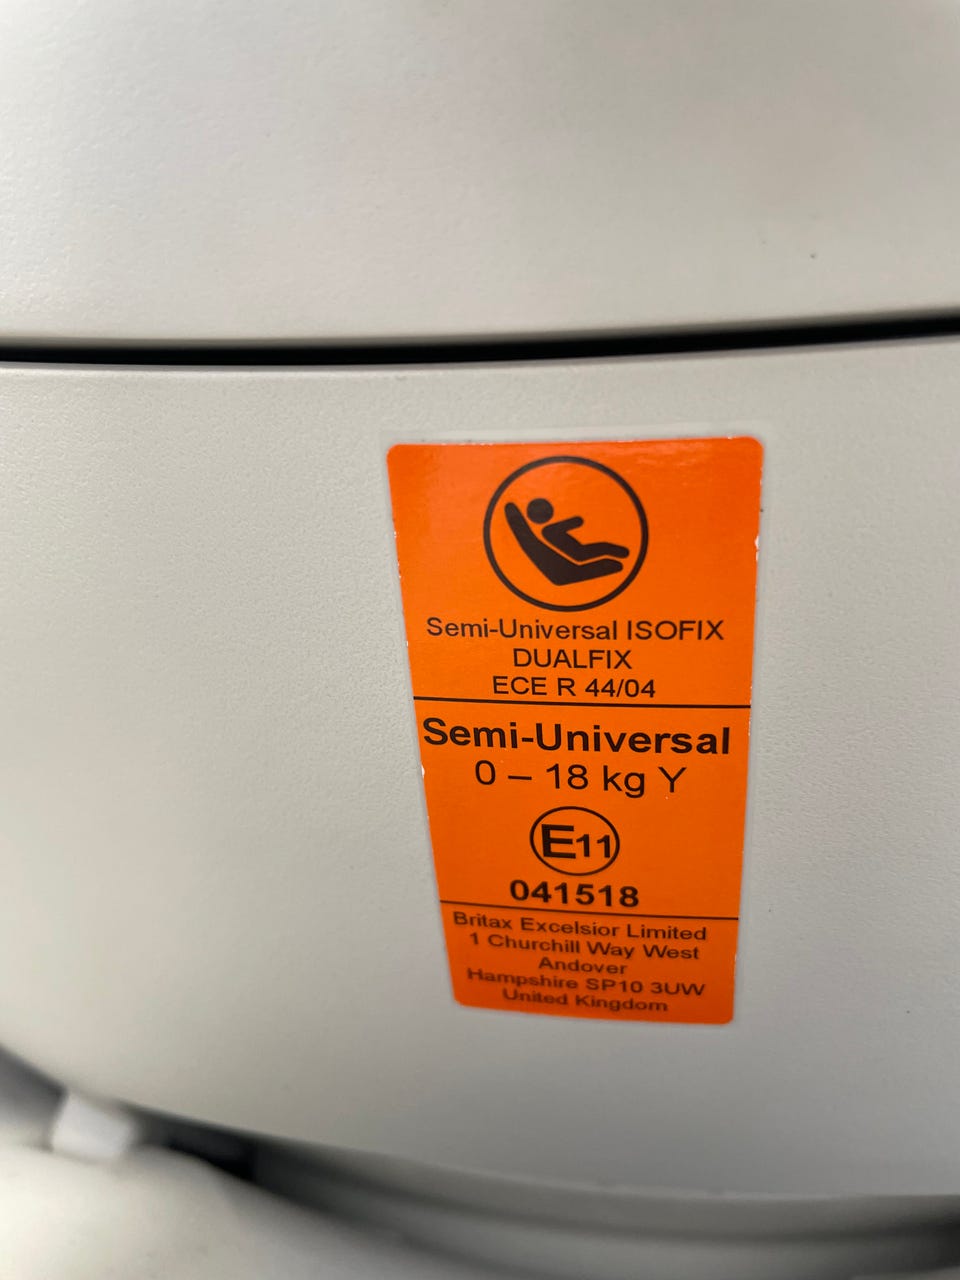 Semi-Universal ISOFIX
DUALFIX
ECE R 44/04
Semi-Universal
0 – 18 kg Y
E11
041518
Britax Excelsior Limited
1 Churchill Way West
Andover
Hampshire SP10 3UW
United Kingdom